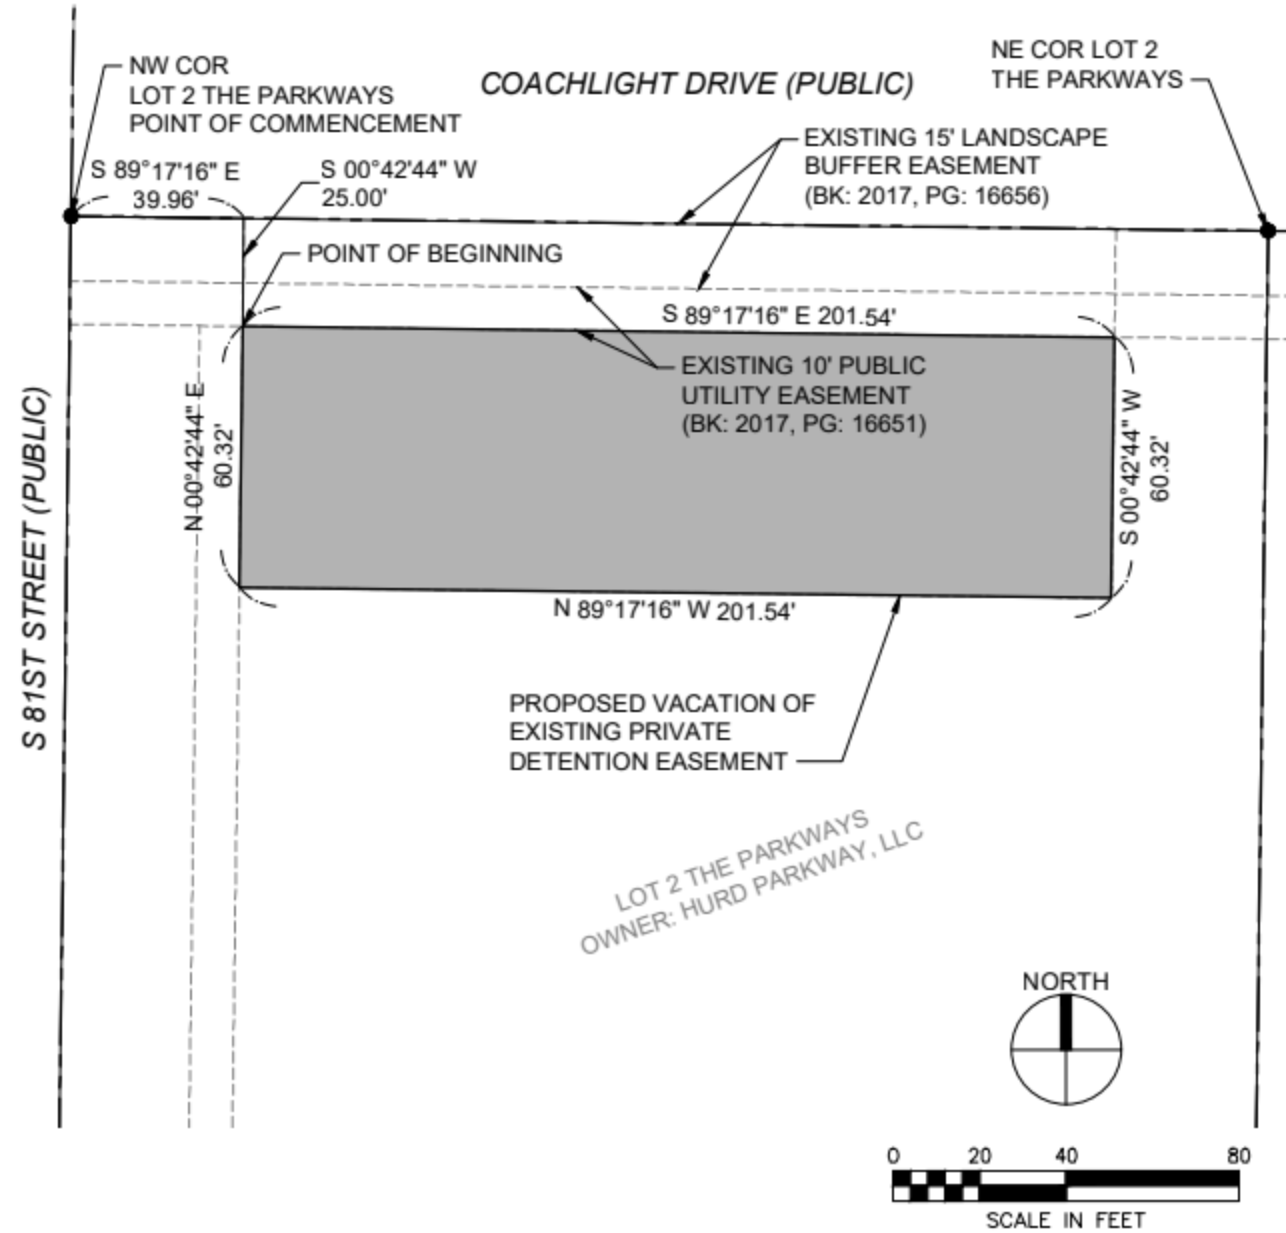 NW COR
LOT 2 THE PARKWAYS
POINT OF COMMENCEMENT
COACHLIGHT DRIVE (PUBLIC)
NE COR LOT 2
THE PARKWAYS
S 89°17'16" E
39.96'
S 00°42'44" W
25.00'
EXISTING 15' LANDSCAPE
BUFFER EASEMENT
(BK: 2017, PG: 16656)
POINT OF BEGINNING
S 89°17'16" E 201.54'
EXISTING 10' PUBLIC
UTILITY EASEMENT
(BK: 2017, PG: 16651)
N 00°42'44" E
60.32'
S 00°42'44" W
60.32'
S 81ST STREET (PUBLIC)
N 89°17'16" W 201.54'
PROPOSED VACATION OF
EXISTING PRIVATE
DETENTION EASEMENT
LOT 2 THE PARKWAYS
OWNER: HURD PARKWAY, LLC
NORTH
0 20 40 80
SCALE IN FEET